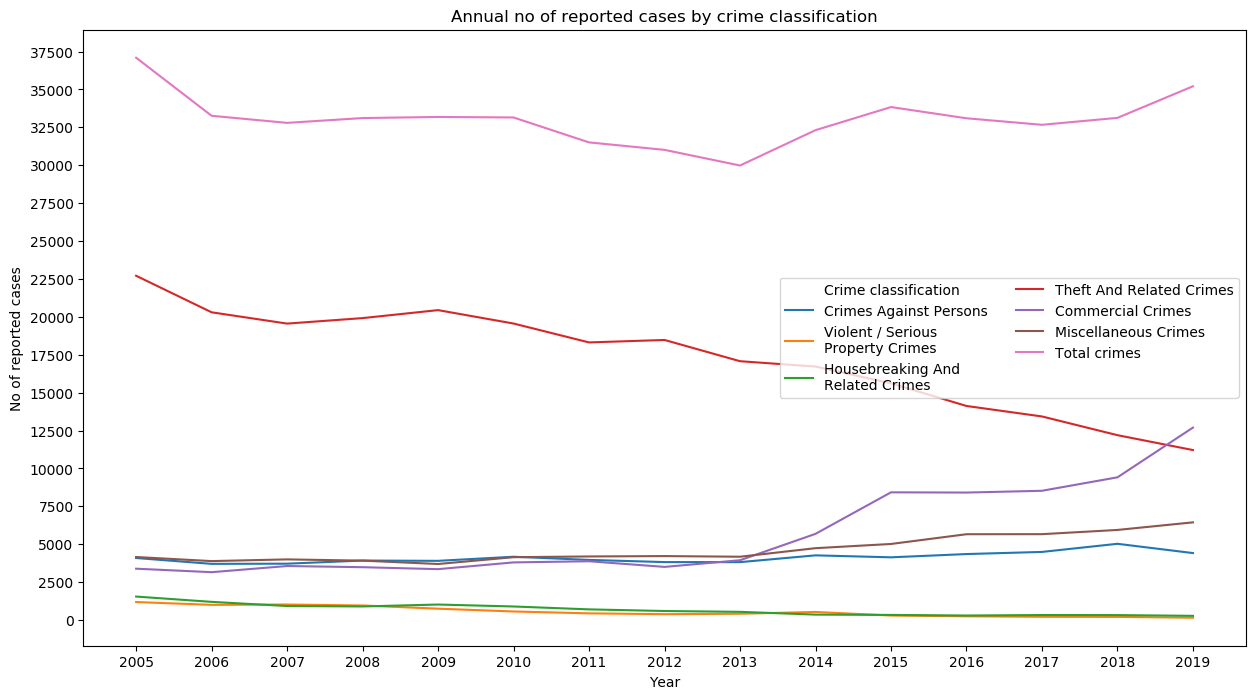 Annual no of reported cases by crime classification
No of reported cases
37500
35000
32500
30000
27500
25000
22500
20000
17500
15000
12500
10000
7500
5000
2500
0
Crime classification
Crimes Against Persons
Violent / Serious
Property Crimes
Housebreaking And
Related Crimes
Theft And Related Crimes
Commercial Crimes
Miscellaneous Crimes
Total crimes
2005 2006 2007 2008 2009 2010 2011 2012 2013 2014 2015 2016 2017 2018 2019
Year